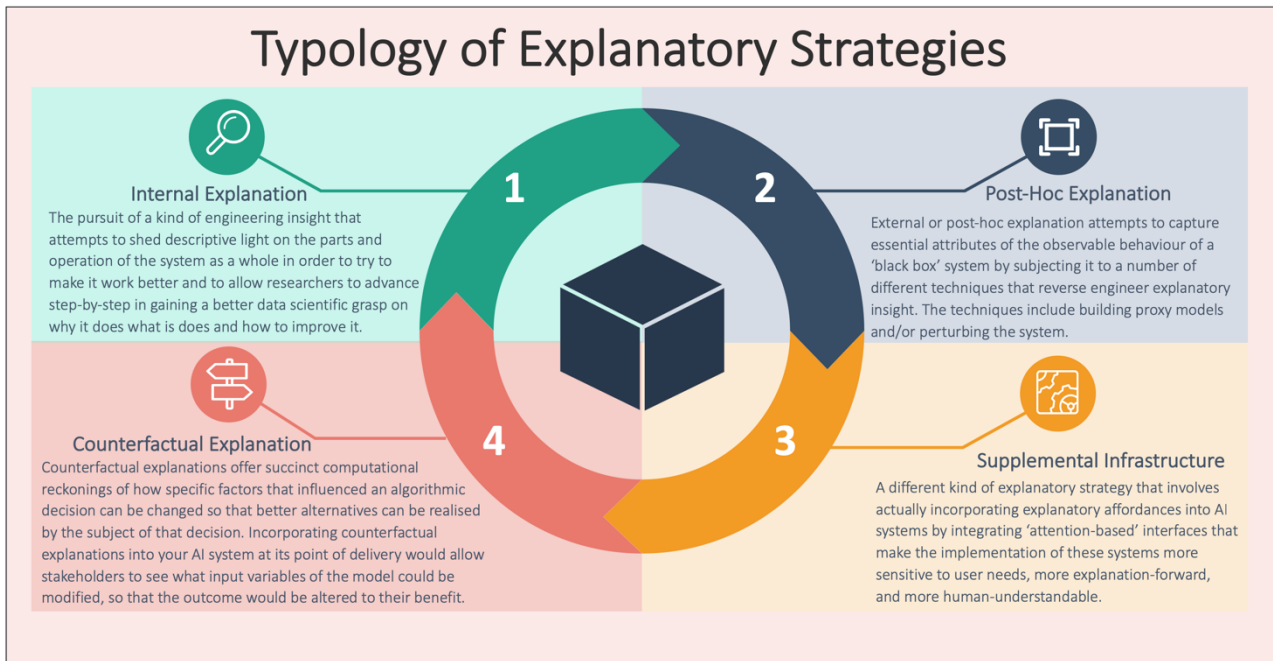 Typology of Explanatory Strategies
1
Internal Explanation
The pursuit of a kind of engineering insight that
attempts to shed descriptive light on the parts and
operation of the system as a whole in order to try to
make it work better and to allow researchers to advance
step-by-step in gaining a better data scientific grasp on
why it does what is does and how to improve it.
2
Post-Hoc Explanation
External or post-hoc explanation attempts to capture
essential attributes of the observable behaviour of a
‘black box’ system by subjecting it to a number of
different techniques that reverse engineer explanatory
insight. The techniques include building proxy models
and/or perturbing the system.
3
Supplemental Infrastructure
A different kind of explanatory strategy that involves
actually incorporating explanatory affordances into AI
systems by integrating ‘attention-based’ interfaces that
make the implementation of these systems more
sensitive to user needs, more explanation-forward,
and more human-understandable.
4
Counterfactual Explanation
Counterfactual explanations offer succinct computational
reckonings of how specific factors that influenced an algorithmic
decision can be changed so that better alternatives can be realised
by the subject of that decision. Incorporating counterfactual
explanations into your AI system at its point of delivery would allow
stakeholders to see what input variables of the model could be
modified, so that the outcome would be altered to their benefit.